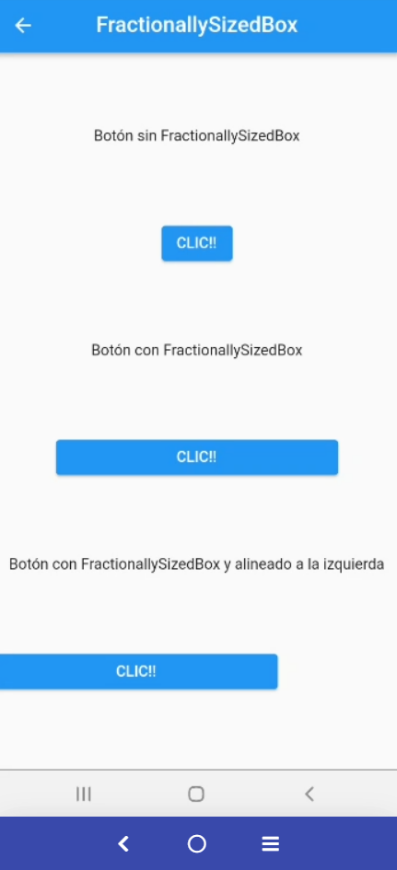 FractionallySizedBox
Botón sin FractionallySizedBox
CLIC!!
Botón con FractionallySizedBox
CLIC!!
Botón con FractionallySizedBox y alineado a la izquierda
CLIC!!